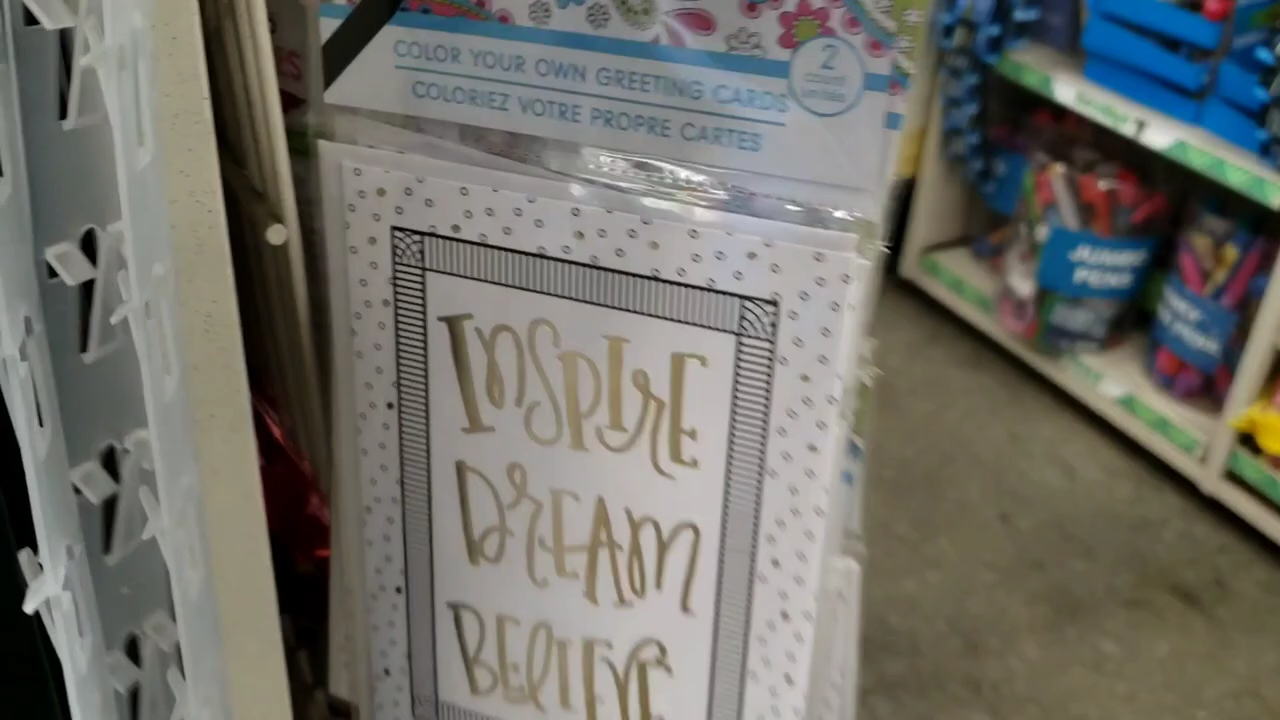 COLOR YOUR OWN GREETING CARDS
COLORIEZ VOTRE PROPRE CARTES
2
INSPIRE
DREAM
BELIEVE
JUMBO
PENS